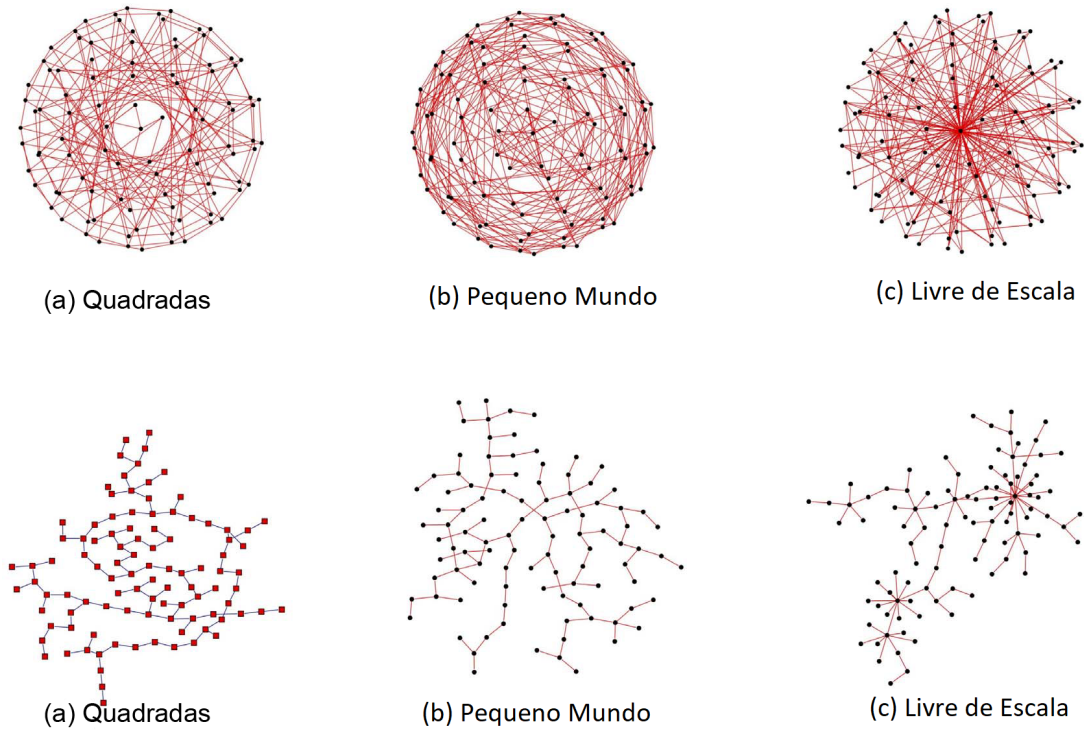 (a) Quadradas
(b) Pequeno Mundo
(c) Livre de Escala
(a) Quadradas
(b) Pequeno Mundo
(c) Livre de Escala